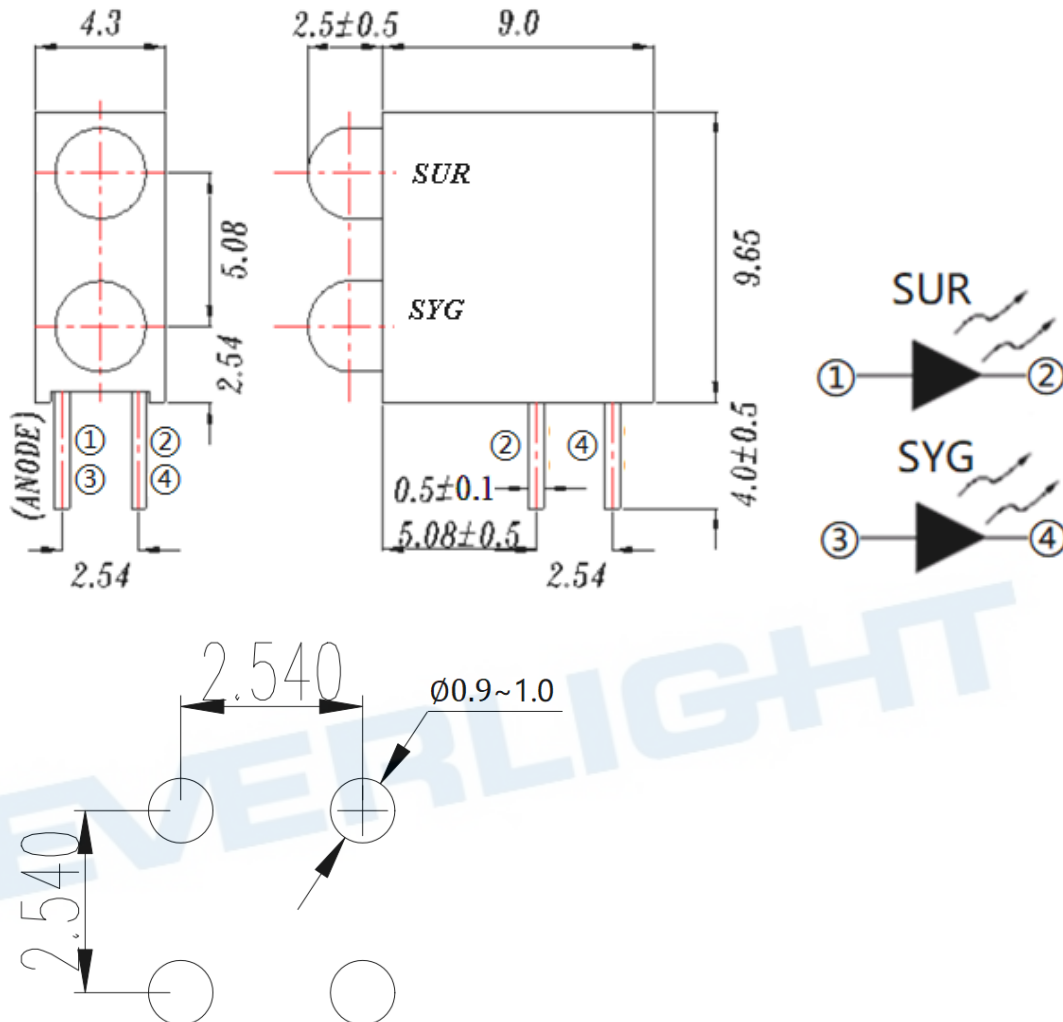 4.3
2.5±0.5
9.0
SUR
SYG
5.08
2.54
9.65
(ANODE)
① ②
③ ④
② ④
0.5±0.1
5.08±0.5
4.0±0.5
2.54
2.54
SUR
① ②
SYG
③ ④
2.540
Ø0.9~1.0
2.540
EVERLIGHT